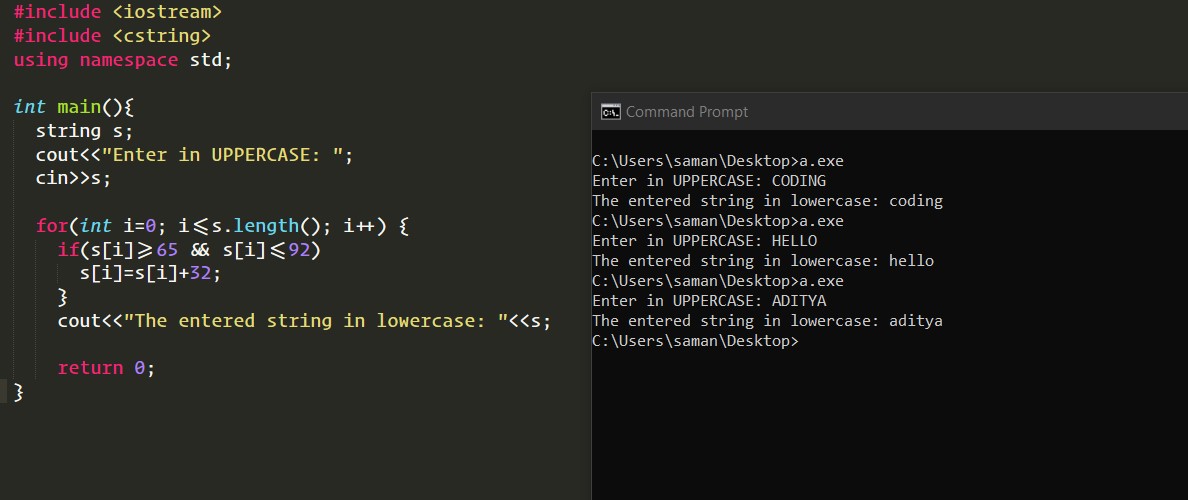 #include <iostream>
#include <cstring>
using namespace std;
int main(){
string s;
cout<<"Enter in UPPERCASE: ";
cin>>s;
for(int i=0; i<=s.length(); i++) {
if(s[i]>=65 && s[i]<=92)
s[i]=s[i]+32;
}
cout<<"The entered string in lowercase: "<<s;
return 0;
}
Command Prompt
C:\Users\saman\Desktop>a.exe
Enter in UPPERCASE: CODING
The entered string in lowercase: coding
C:\Users\saman\Desktop>a.exe
Enter in UPPERCASE: HELLO
The entered string in lowercase: hello
C:\Users\saman\Desktop>a.exe
Enter in UPPERCASE: ADITYA
The entered string in lowercase: aditya
C:\Users\saman\Desktop>